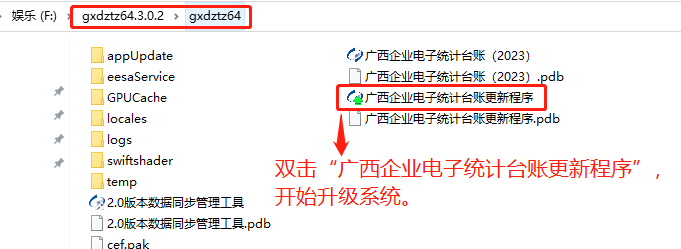 娱乐 (F:) > gxdztz64.3.0.2 > gxdztz64
appUpdate
eesaService
GPUCache
locales
logs
swiftshader
temp
2.0版本数据同步管理工具
2.0版本数据同步管理工具.pdb
cef.pak
广西企业电子统计台账（2023）
广西企业电子统计台账（2023）.pdb
广西企业电子统计台账更新程序
广西企业电子统计台账更新程序.pdb
双击“广西企业电子统计台账更新程序”，
开始升级系统。